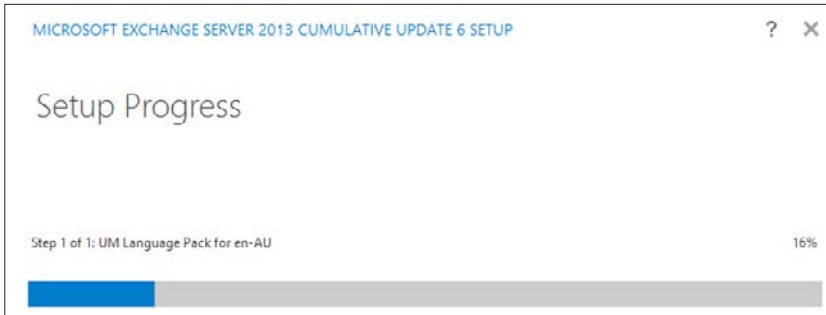 MICROSOFT EXCHANGE SERVER 2013 CUMULATIVE UPDATE 6 SETUP ? ×
Setup Progress
Step 1 of 1: UM Language Pack for en-AU 16%